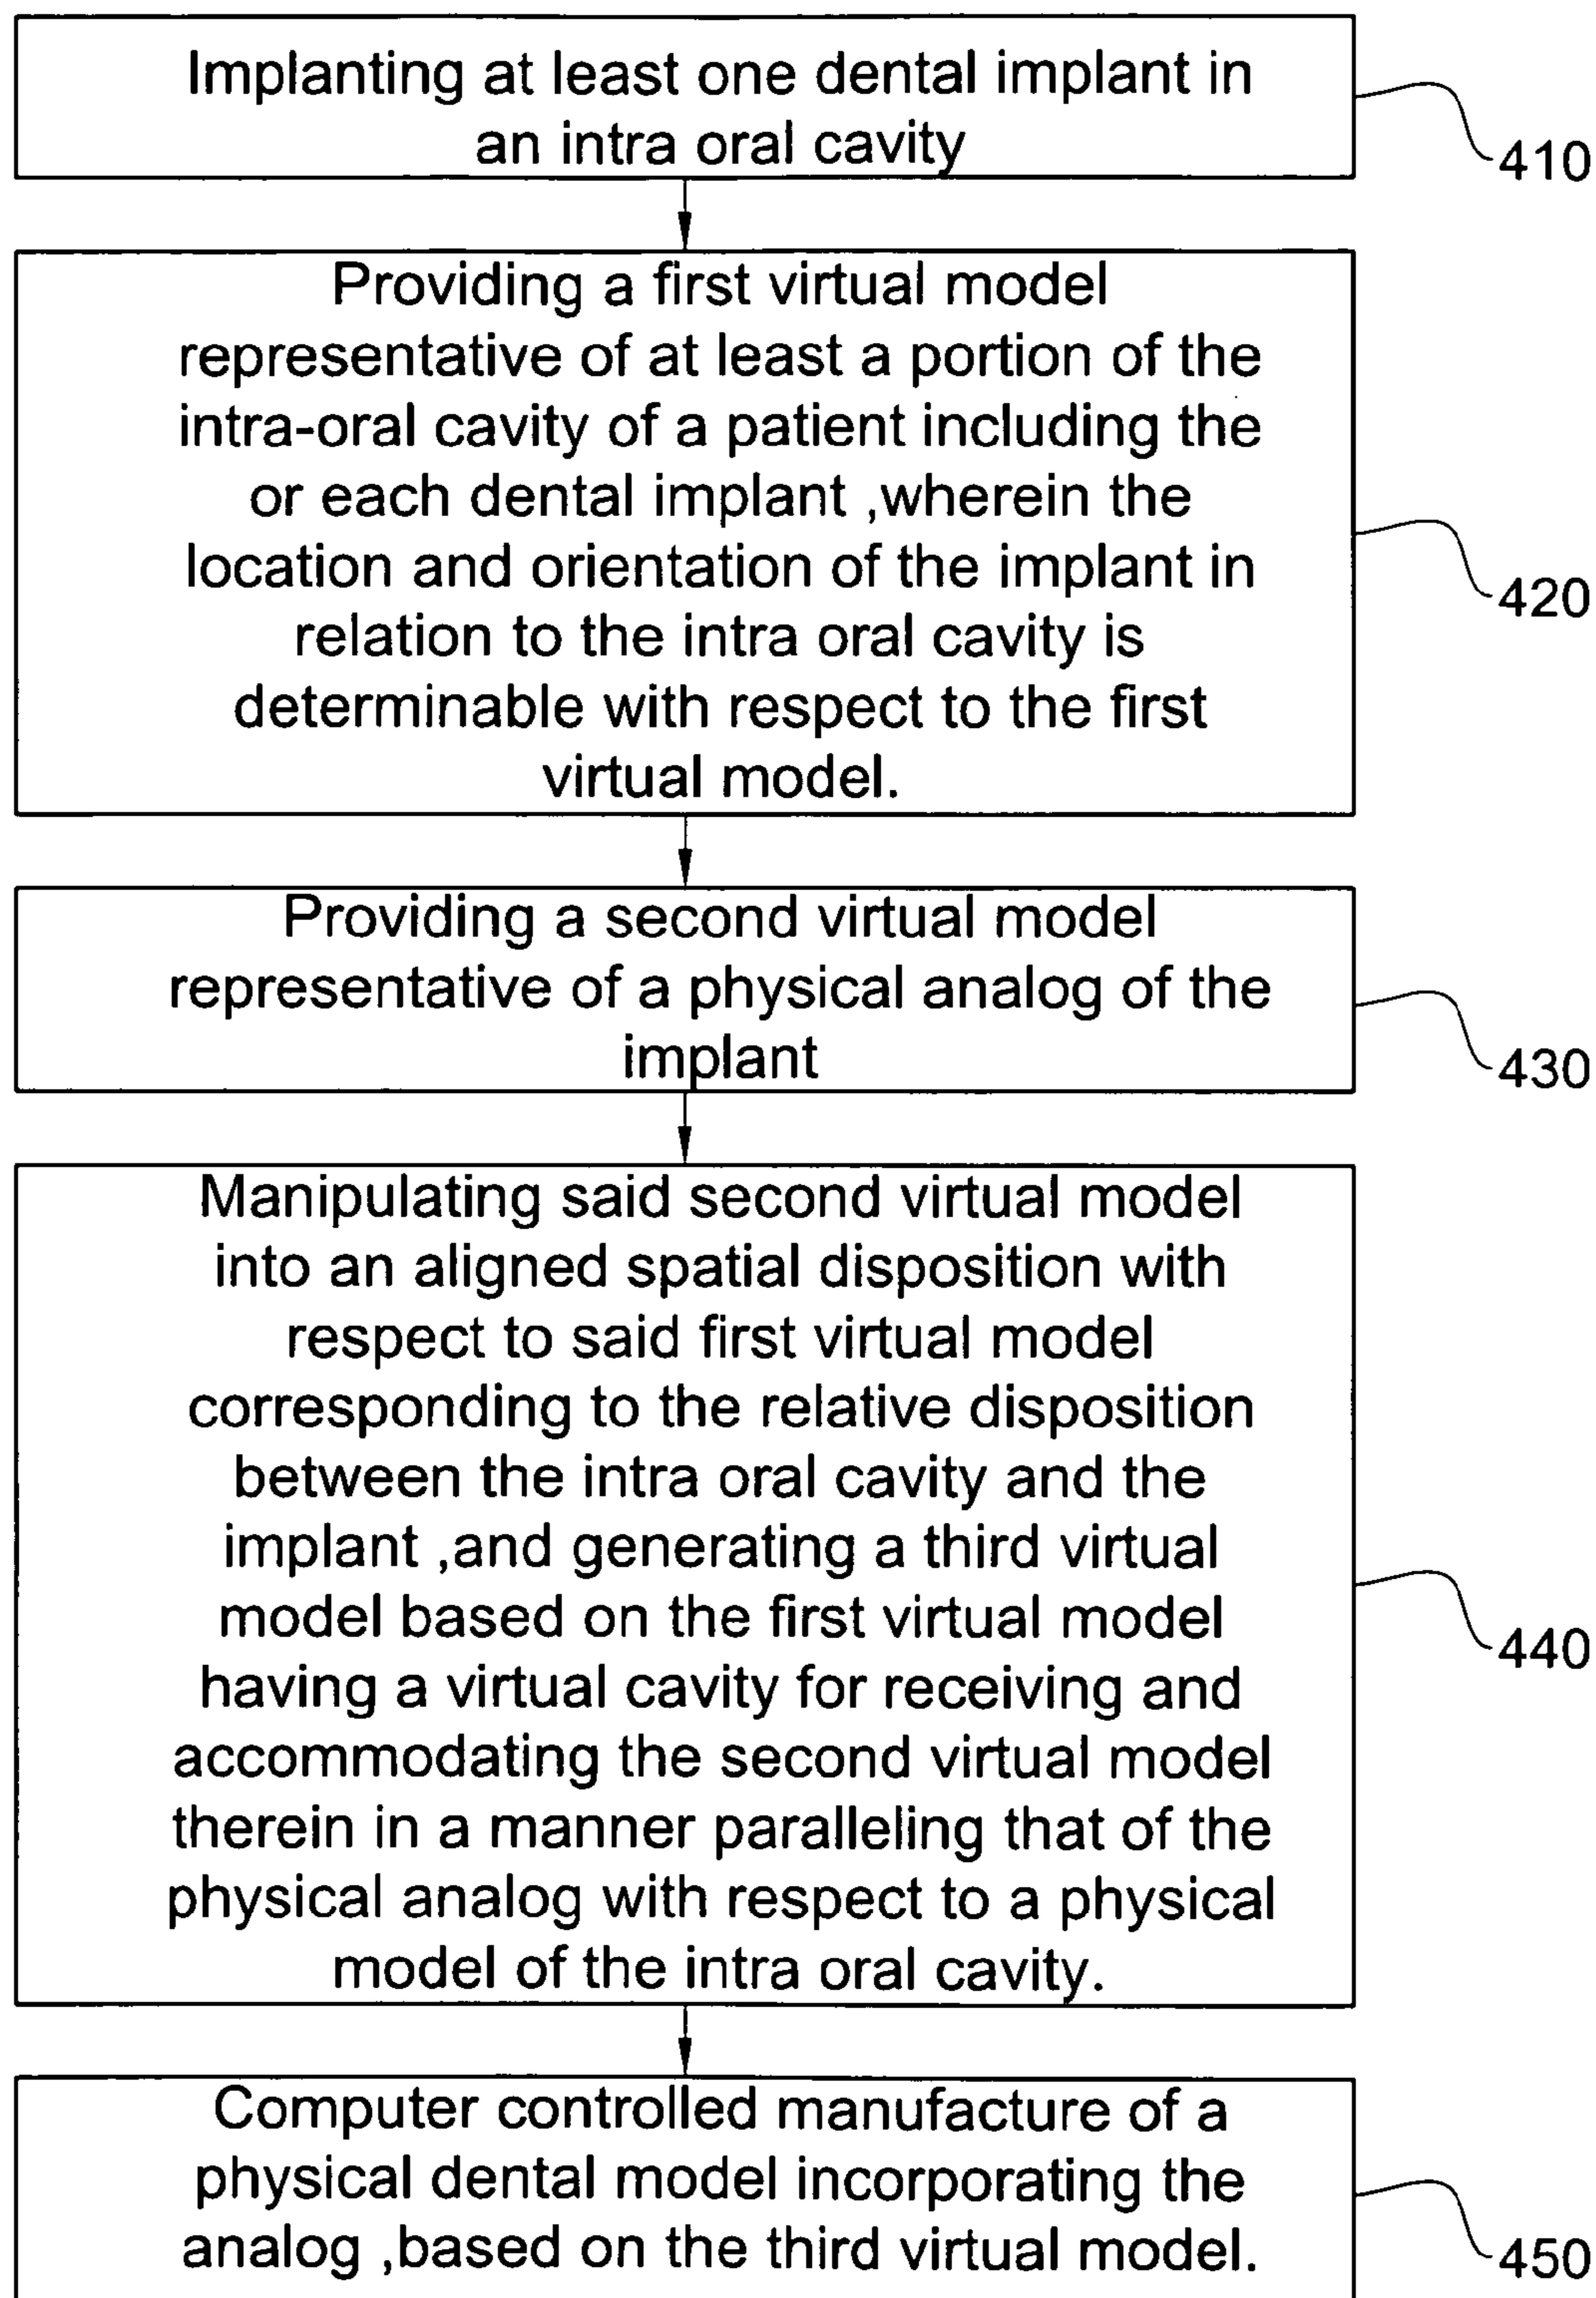 Implanting at least one dental implant in
an intra oral cavity
410
Providing a first virtual model
representative of at least a portion of the
intra-oral cavity of a patient including the
or each dental implant ,wherein the
location and orientation of the implant in
relation to the intra oral cavity is
determinable with respect to the first
virtual model.
420
Providing a second virtual model
representative of a physical analog of the
implant
430
Manipulating said second virtual model
into an aligned spatial disposition with
respect to said first virtual model
corresponding to the relative disposition
between the intra oral cavity and the
implant ,and generating a third virtual
model based on the first virtual model
having a virtual cavity for receiving and
accommodating the second virtual model
therein in a manner paralleling that of the
physical analog with respect to a physical
model of the intra oral cavity.
440
Computer controlled manufacture of a
physical dental model incorporating the
analog ,based on the third virtual model.
450